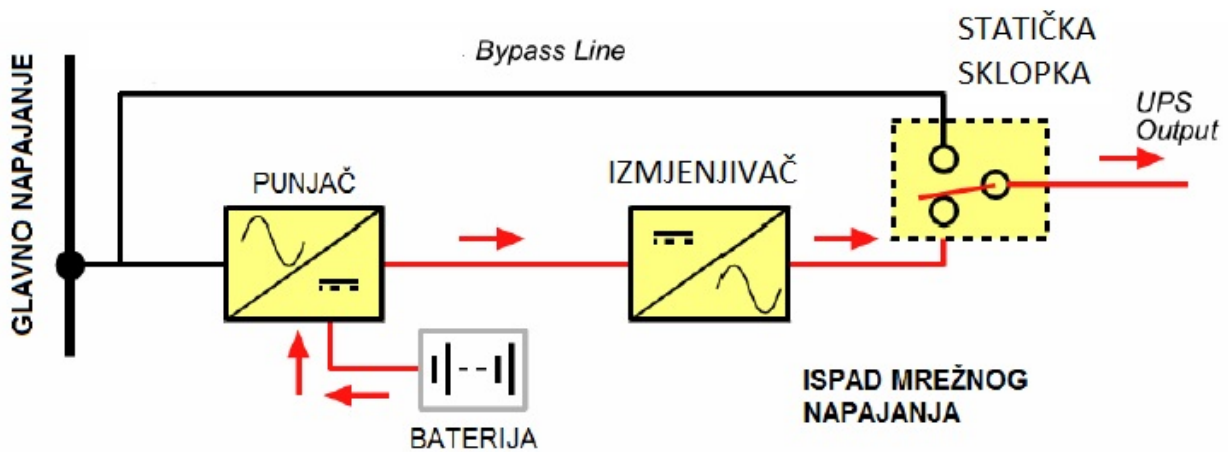 STATIČKA
SKLOPKA
Bypass Line
UPS
Output
GLAVNO NAPAJANJE
PUNJAČ
IZMJENJIVAČ
ISPAD MREŽNOG
NAPAJANJA
BATERIJA